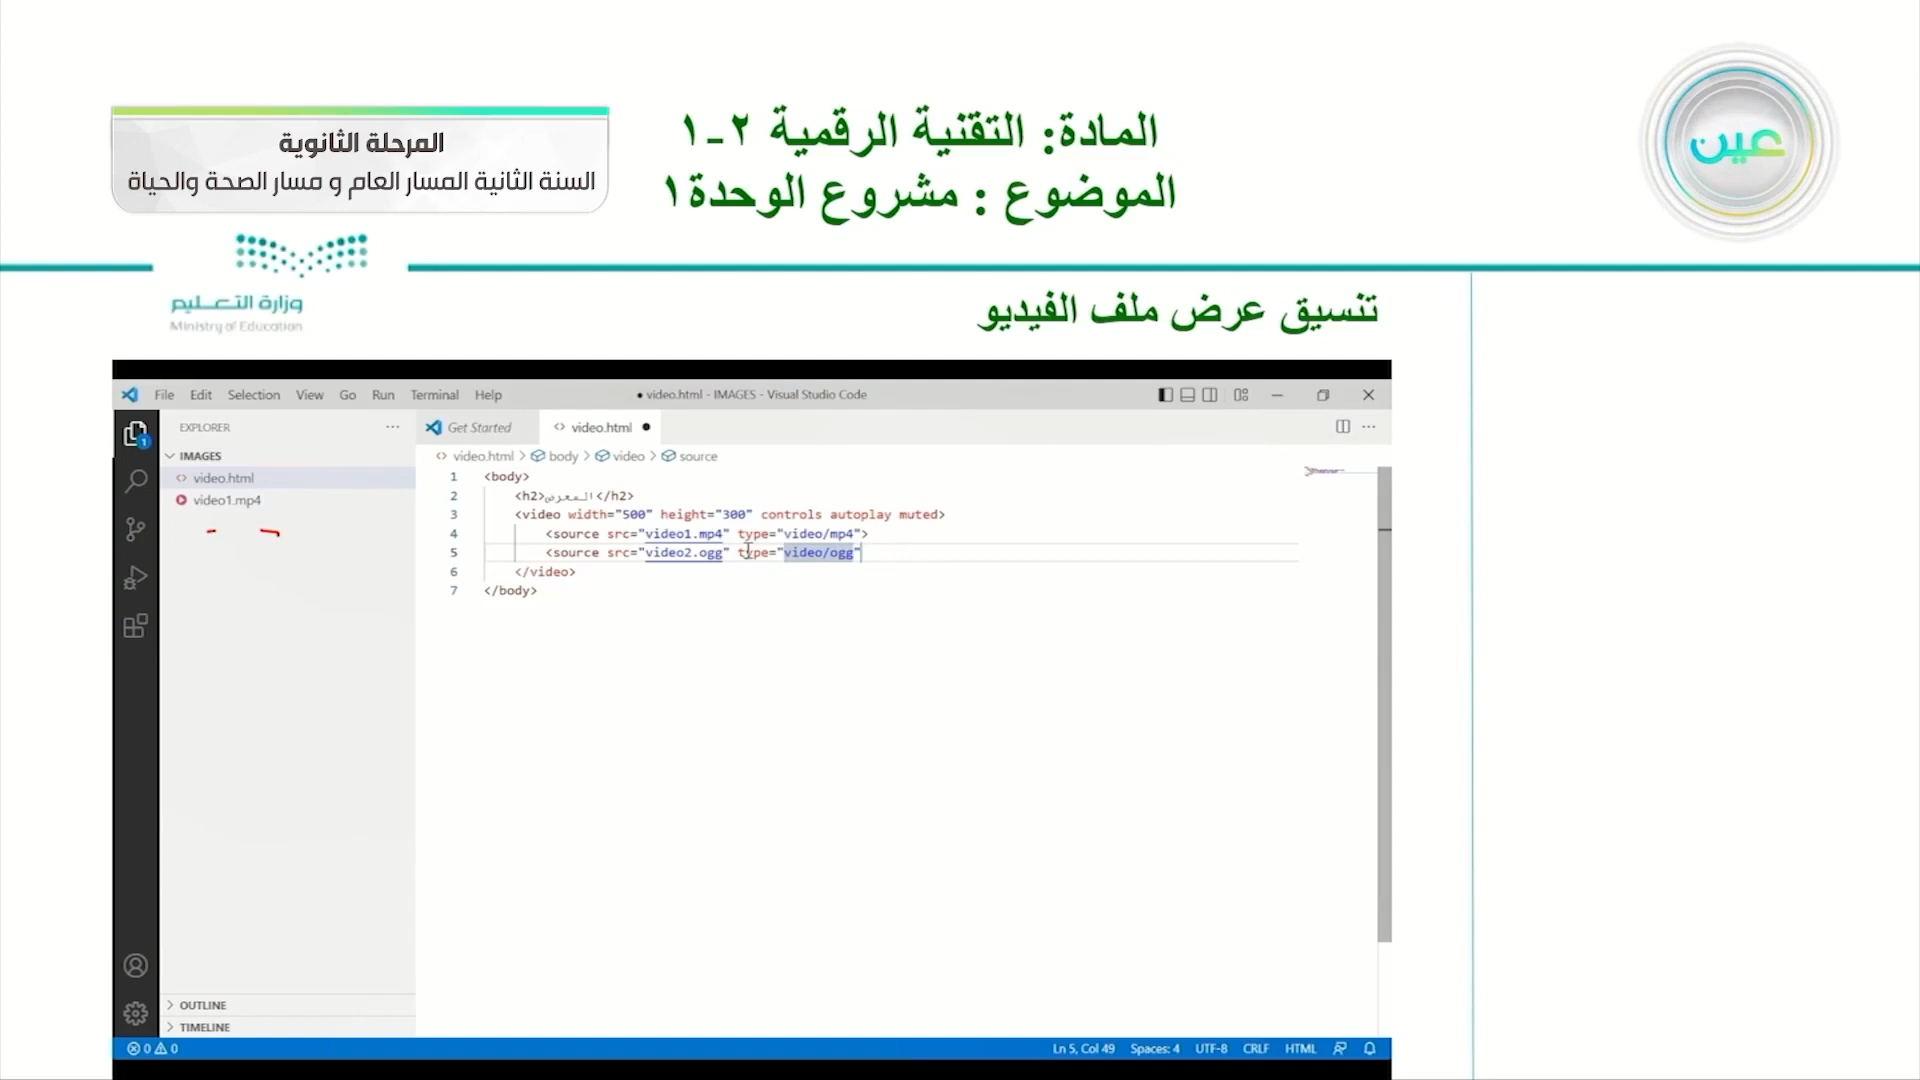 المرحلة الثانوية
السنة الثانية المسار العام و مسار الصحة والحياة
المادة: التقنية الرقمية ٢-١
الموضوع : مشروع الوحدة١
عين
وزارة التعليم
Ministry of Education
تنسيق عرض ملف الفيديو
File Edit Selection View Go Run Terminal Help
● video.html - IMAGES - Visual Studio Code
EXPLORER
Get Started
video.html
IMAGES
video.html
video1.mp4
video.html > body > video > source
1 <body>
2 <h2>المعرض</h2>
3 <video width="500" height="300" controls autoplay muted>
4 <source src="video1.mp4" type="video/mp4">
5 <source src="video2.ogg" type="video/ogg"
6 </video>
7 </body>
OUTLINE
TIMELINE
0 0
Ln 5, Col 49 Spaces: 4 UTF-8 CRLF HTML